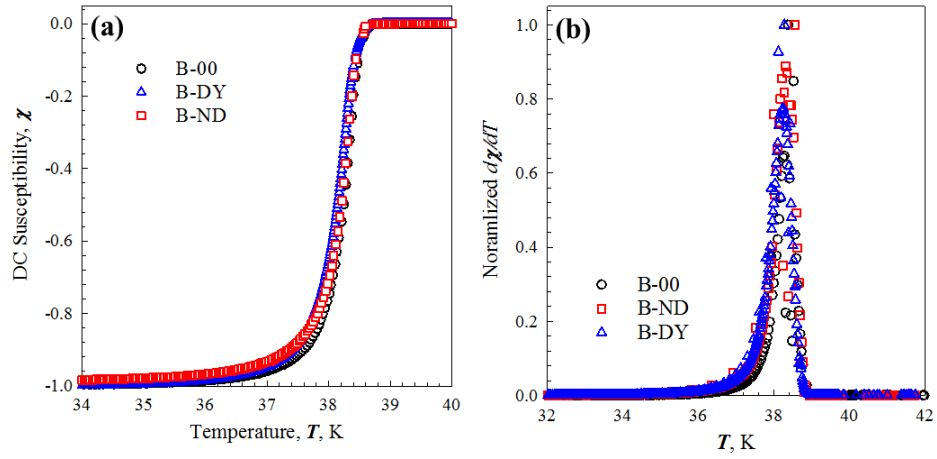 (a)
B-00
B-DY
B-ND
DC Susceptibility, χ
0.0
-0.2
-0.4
-0.6
-0.8
-1.0
34 35 36 37 38 39 40
Temperature, T, K
(b)
Noramlized dχ/dT
1.0
0.8
0.6
0.4
0.2
0.0
B-00
B-ND
B-DY
32 34 36 38 40 42
T, K